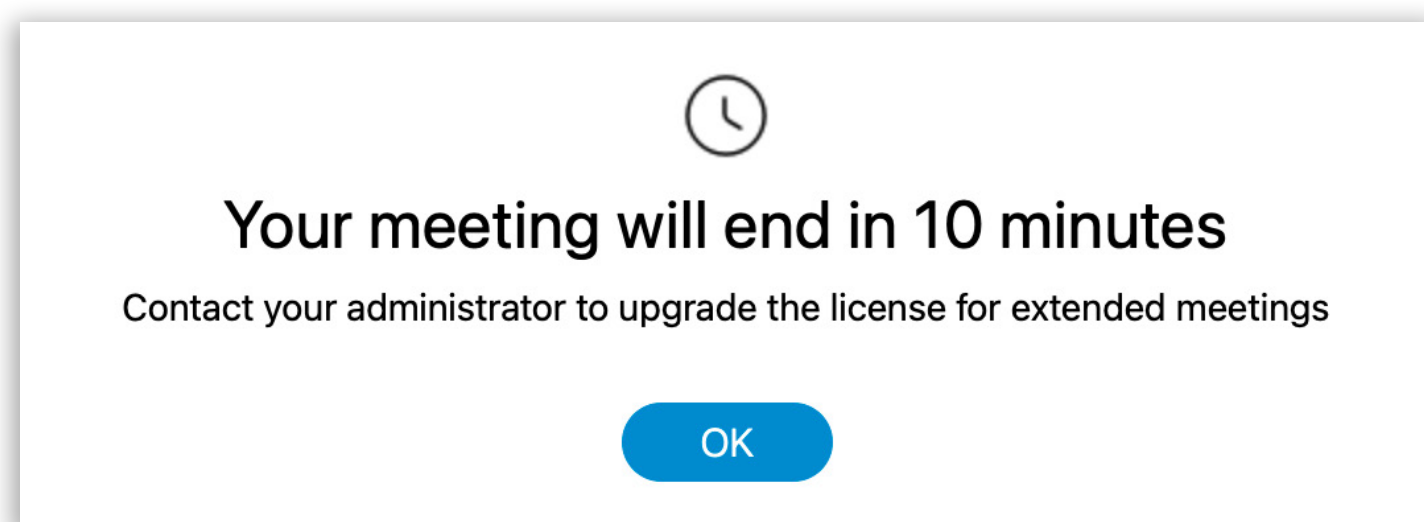 Your meeting will end in 10 minutes
Contact your administrator to upgrade the license for extended meetings
OK